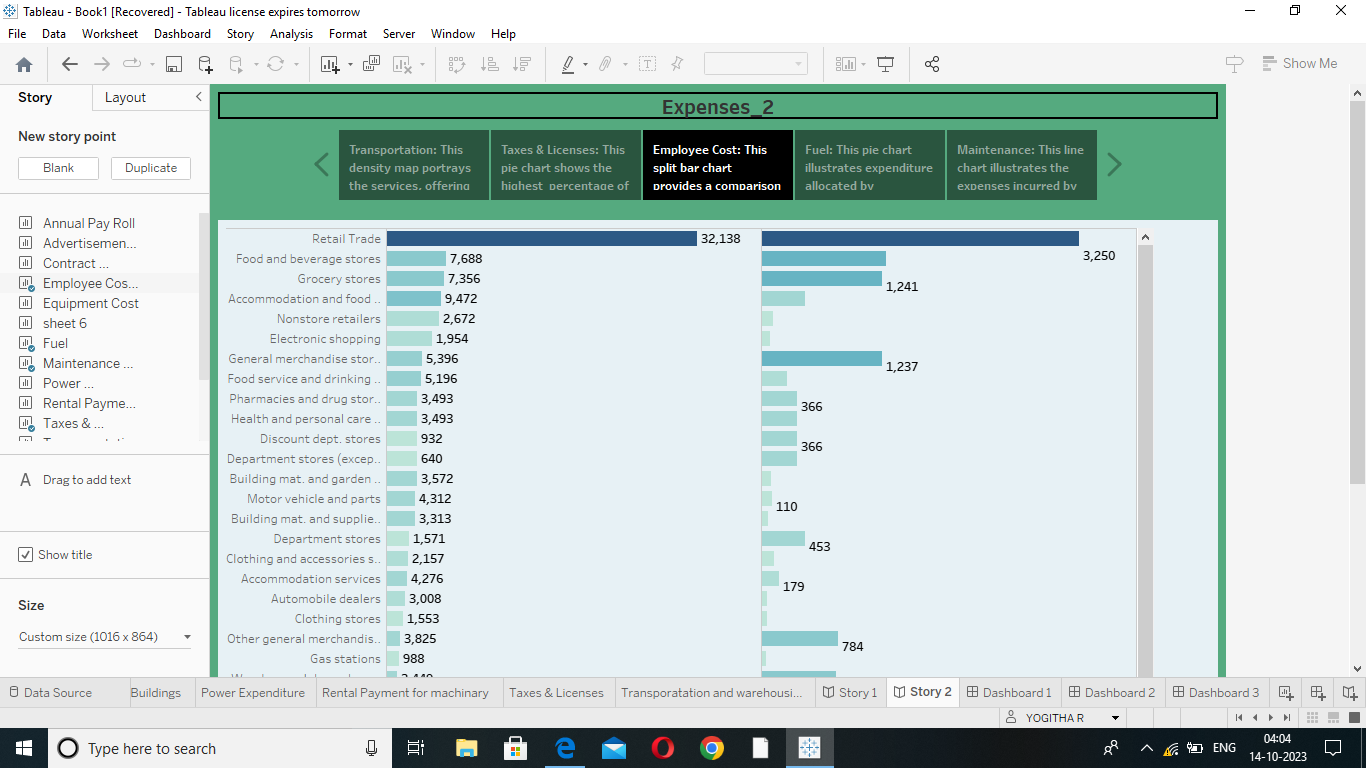 Tableau - Book1 [Recovered] - Tableau license expires tomorrow
File Data Worksheet Dashboard Story Analysis Format Server Window Help
Show Me
Story Layout
New story point
Blank Duplicate
Annual Pay Roll
Advertisemen...
Contract ...
Employee Cos...
Equipment Cost
sheet 6
Fuel
Maintenance ...
Power ...
Rental Payme...
Taxes & ...
A Drag to add text
Show title
Size
Custom size (1016 x 864)
Expenses_2
Transportation: This
density map portrays
the services, offering
Taxes & Licenses: This
pie chart shows the
highest percentage of
Employee Cost: This
split bar chart
provides a comparison
Fuel: This pie chart
illustrates expenditure
allocated by
Maintenance: This line
chart illustrates the
expenses incurred by
Retail Trade 32,138 3,250
Food and beverage stores 7,688
Grocery stores 7,356 1,241
Accommodation and food .. 9,472
Nonstore retailers 2,672
Electronic shopping 1,954
General merchandise stor.. 5,396 1,237
Food service and drinking .. 5,196
Pharmacies and drug stor.. 3,493 366
Health and personal care .. 3,493
Discount dept. stores 932 366
Department stores (excep.. 640
Building mat. and garden .. 3,572
Motor vehicle and parts 4,312 110
Building mat. and supplie.. 3,313
Department stores 1,571 453
Clothing and accessories s.. 2,157
Accommodation services 4,276 179
Automobile dealers 3,008
Clothing stores 1,553
Other general merchandis.. 3,825 784
Gas stations 988
Data Source Buildings Power Expenditure Rental Payment for machinary Taxes & Licenses Transporatation and warehousi... Story 1 Story 2 Dashboard 1 Dashboard 2 Dashboard 3
YOGITHA R
Type here to search
ENG
04:04
14-10-2023